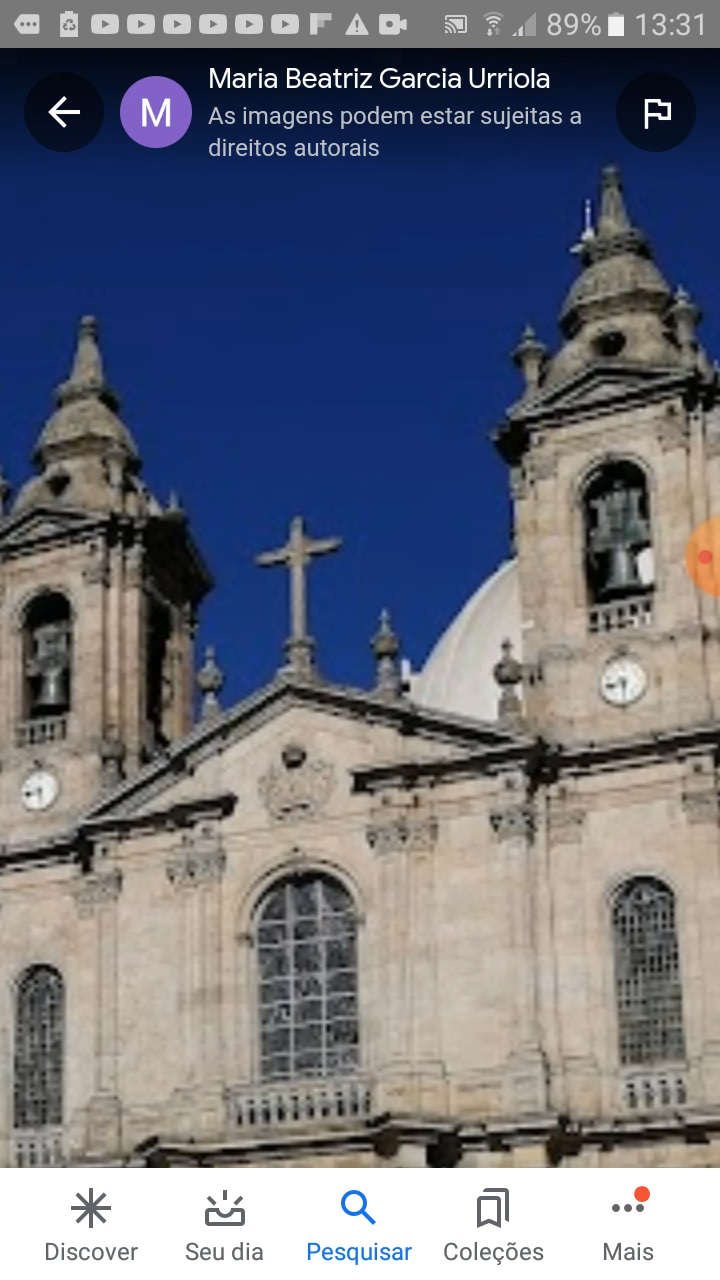 89% 13:31
Maria Beatriz Garcia Urriola
M
As imagens podem estar sujeitas a
direitos autorais
Discover Seu dia Pesquisar Coleções Mais